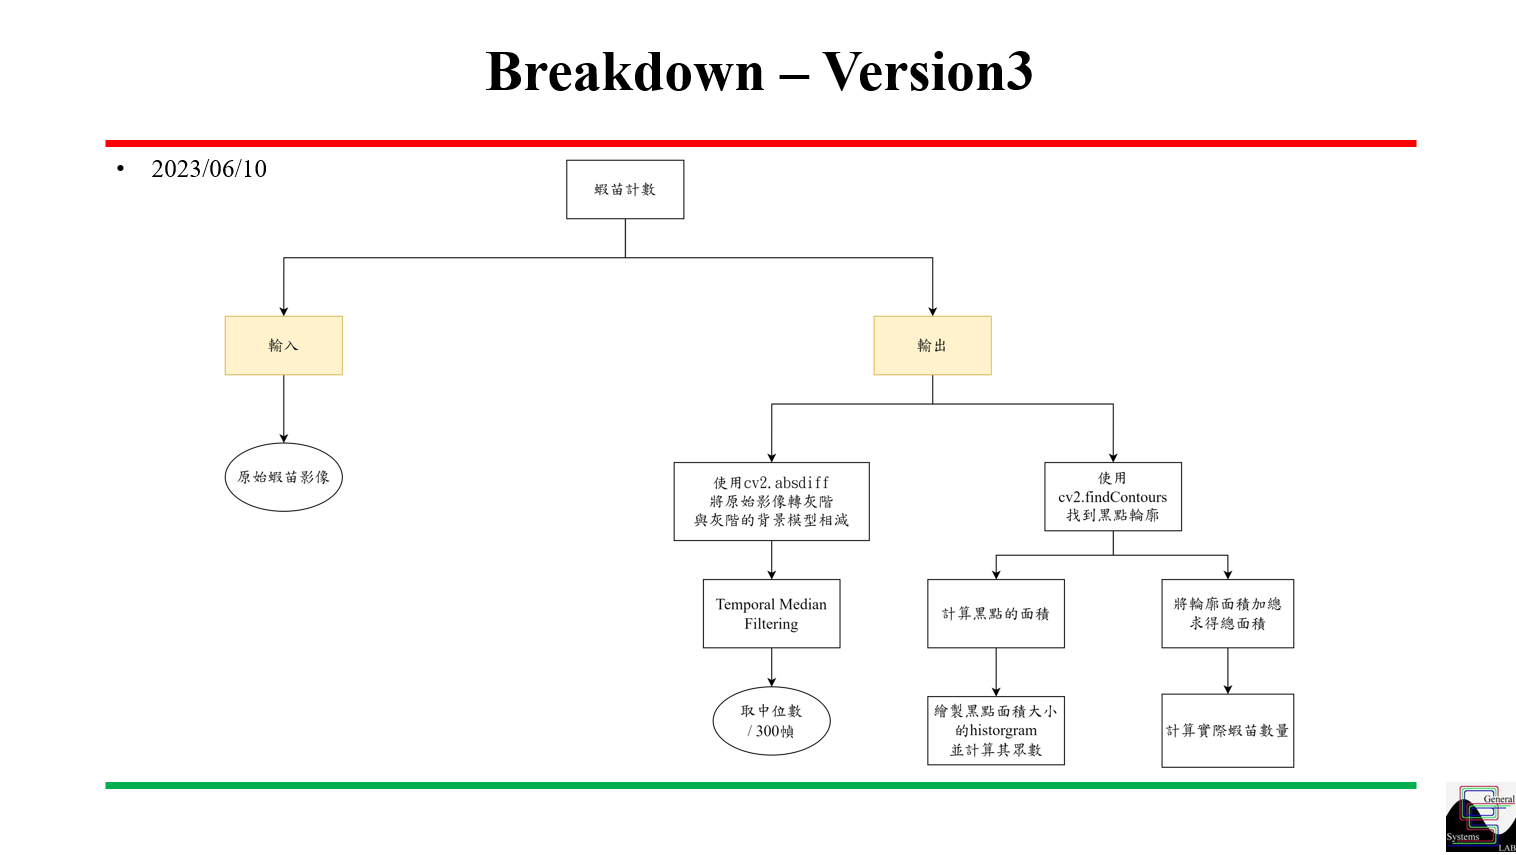 Breakdown – Version3
• 2023/06/10
蝦苗計數
輸入
輸出
原始蝦苗影像
使用cv2.absdiff
將原始影像轉灰階
與灰階的背景模型相減
使用
cv2.findContours
找到黑點輪廓
Temporal Median
Filtering
計算黑點的面積
將輪廓面積加總
求得總面積
取中位數
/ 300幀
繪製黑點面積大小
的historgram
並計算其眾數
計算實際蝦苗數量
General
Systems
LAB